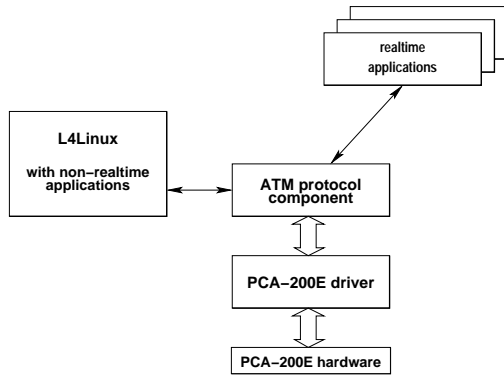 realtime
applications
L4Linux
with non−realtime
applications
ATM protocol
component
PCA−200E driver
PCA−200E hardware